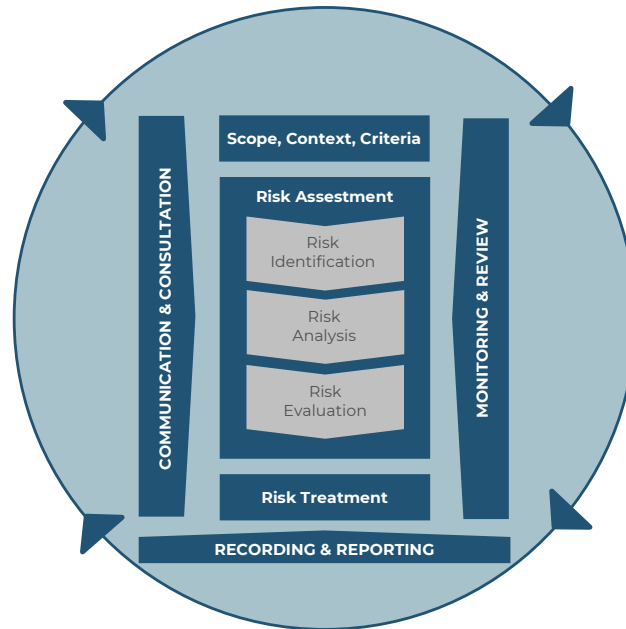 Scope, Context, Criteria
COMMUNICATION & CONSULTATION
Risk Assestment
Risk
Identification
Risk
Analysis
Risk
Evaluation
MONITORING & REVIEW
Risk Treatment
RECORDING & REPORTING